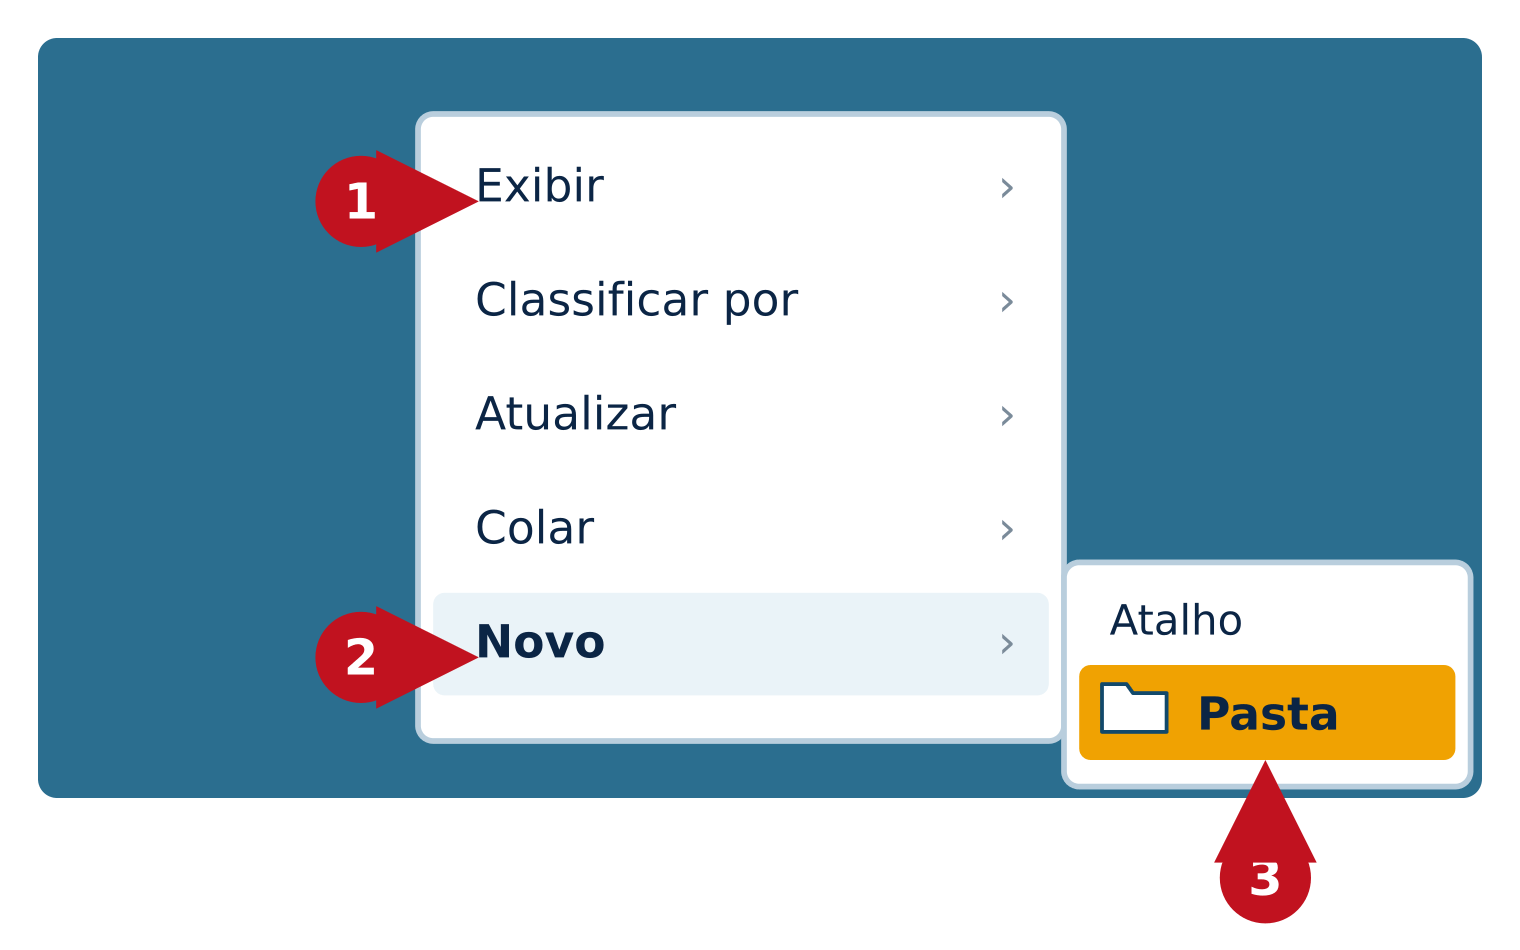 1
Exibir ›
Classificar por ›
Atualizar ›
Colar ›
2
Novo ›
Atalho
Pasta
3